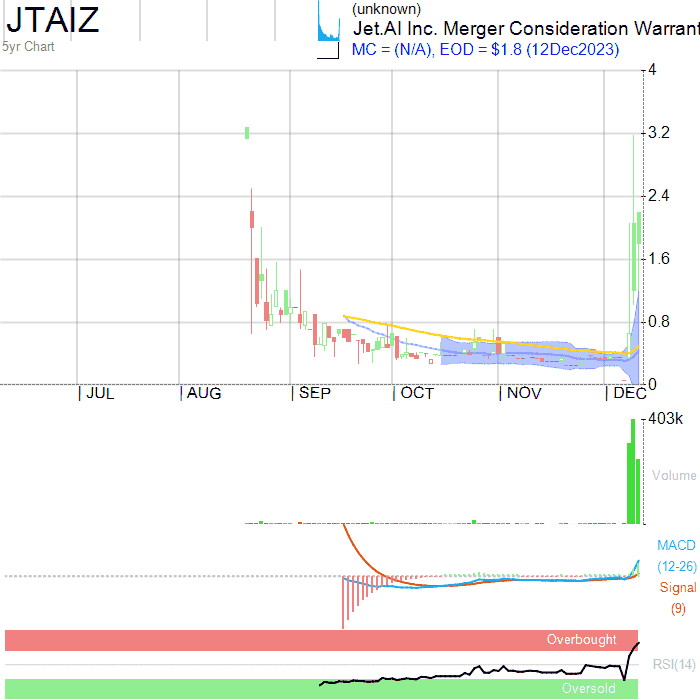 JTAIZ
5yr Chart
(unknown)
Jet.AI Inc. Merger Consideration Warrant
MC = (N/A), EOD = $1.8 (12Dec2023)
4
3.2
2.4
1.6
0.8
0
JUL AUG SEP OCT NOV DEC
403k
Volume
MACD
(12-26)
Signal
(9)
Overbought
RSI(14)
Oversold